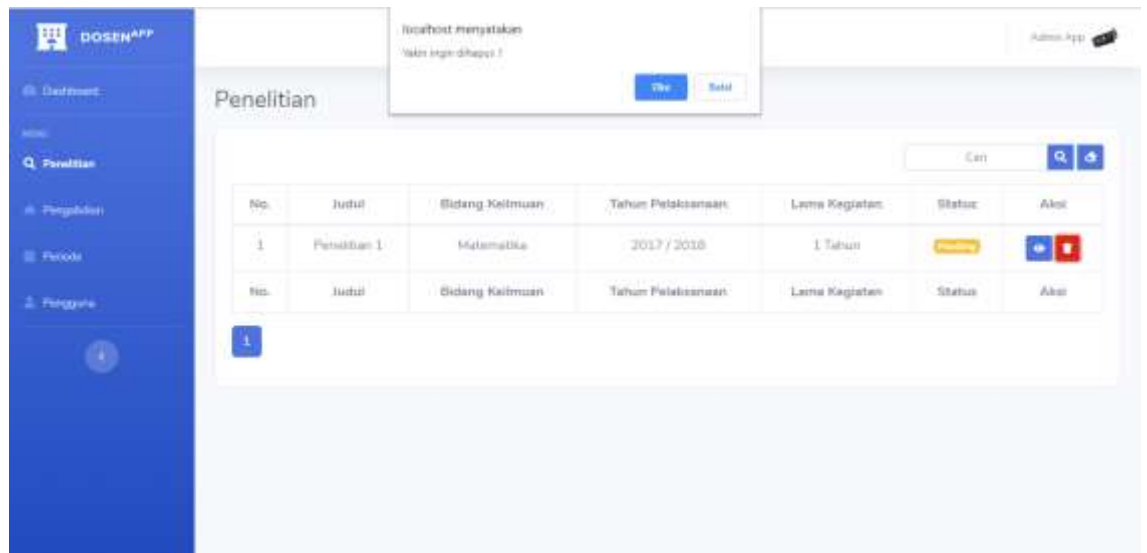 DOSENAPP
localhost menyatakan
Yakin ingin dihapus ?
Oke Batal
Admin App
Dashboard
MENU
Penelitian
Pengabdian
Periode
Pengguna
Penelitian
Cari
No. Judul Bidang Keilmuan Tahun Pelaksanaan Lama Kegiatan Status Aksi
1 Penelitian 1 Matematika 2017 / 2018 1 Tahun Pending
No. Judul Bidang Keilmuan Tahun Pelaksanaan Lama Kegiatan Status Aksi
1